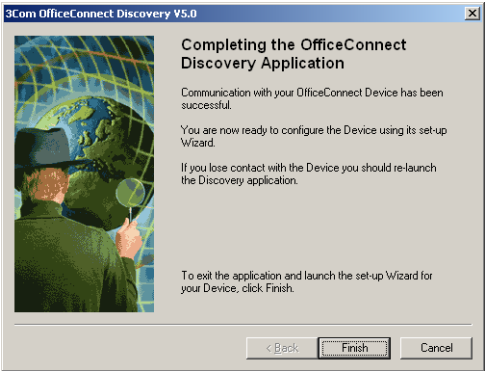 3Com OfficeConnect Discovery V5.0
Completing the OfficeConnect
Discovery Application
Communication with your OfficeConnect Device has been
successful.
You are now ready to configure the Device using its set-up
Wizard.
If you lose contact with the Device you should re-launch
the Discovery application.
To exit the application and launch the set-up Wizard for
your Device, click Finish.
< Back
Finish
Cancel